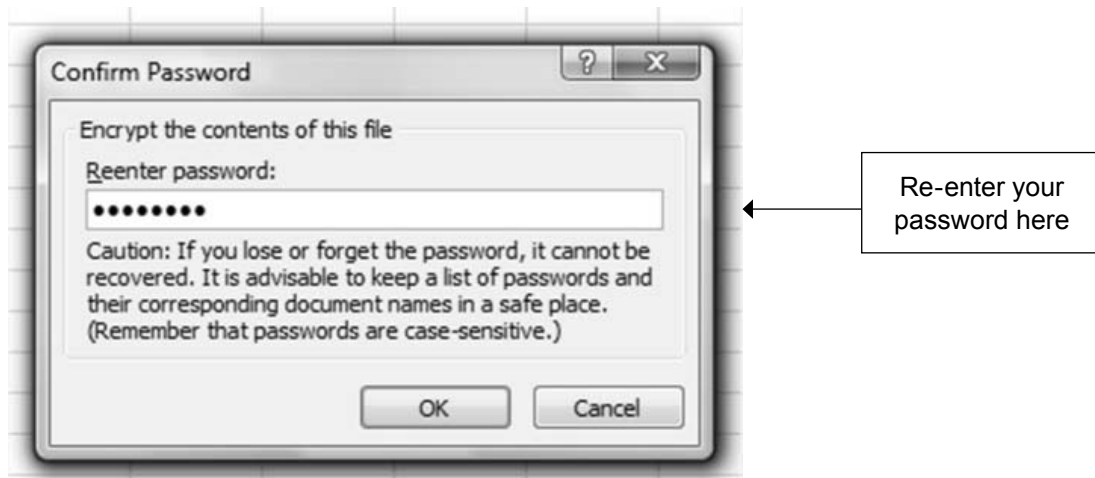 Confirm Password
Encrypt the contents of this file
Reenter password:
Caution: If you lose or forget the password, it cannot be
recovered. It is advisable to keep a list of passwords and
their corresponding document names in a safe place.
(Remember that passwords are case-sensitive.)
OK
Cancel
Re-enter your
password here